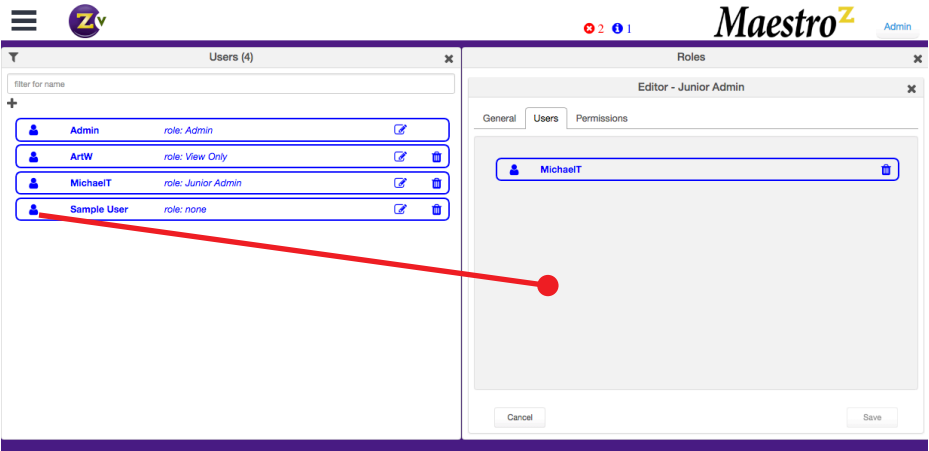 Zv
2 1
Maestro Z
Admin
Users (4)
filter for name
Admin role: Admin
ArtW role: View Only
MichaelT role: Junior Admin
Sample User role: none
Roles
Editor - Junior Admin
General Users Permissions
MichaelT
Cancel Save